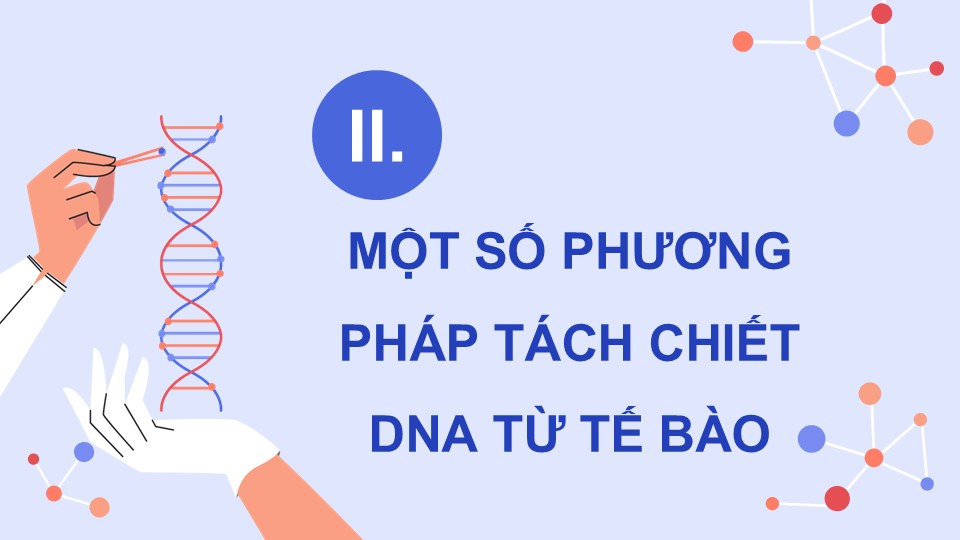 II.
MỘT SỐ PHƯƠNG
PHÁP TÁCH CHIẾT
DNA TỪ TẾ BÀO